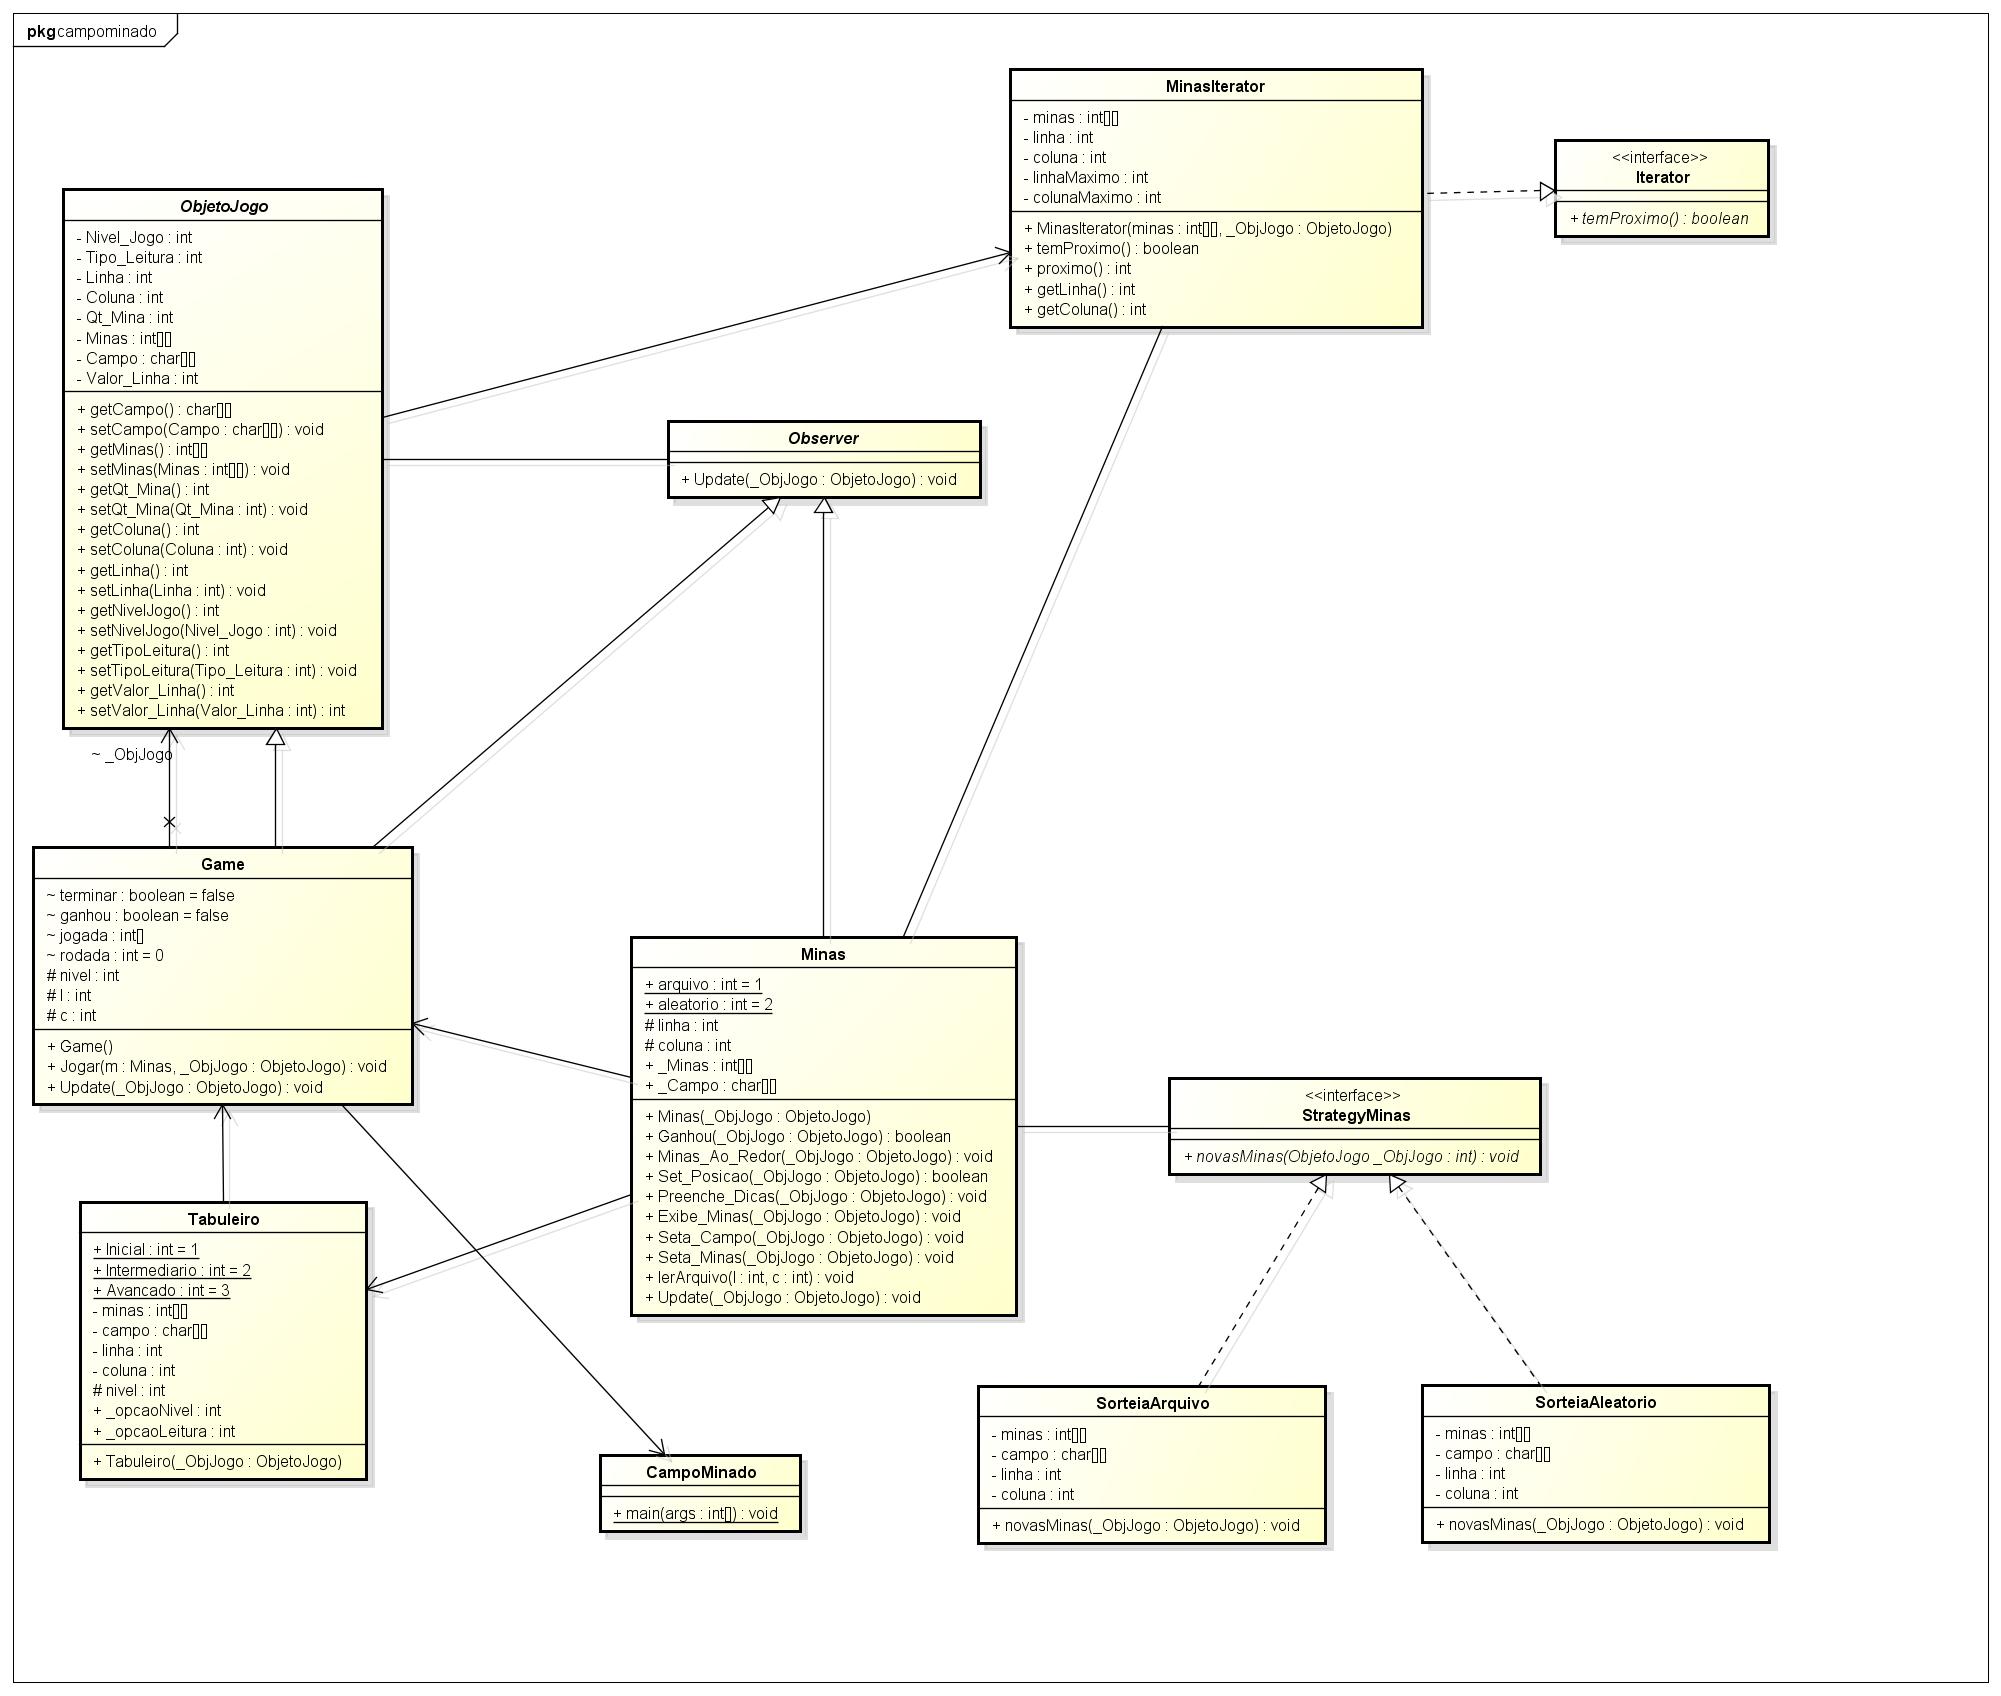 pkg campominado
MinasIterator
- minas : int[][]
- linha : int
- coluna : int
- linhaMaximo : int
- colunaMaximo : int
+ MinasIterator(minas : int[][], _ObjJogo : ObjetoJogo)
+ temProximo() : boolean
+ proximo() : int
+ getLinha() : int
+ getColuna() : int
<<interface>>
Iterator
+ temProximo() : boolean
ObjetoJogo
- Nivel_Jogo : int
- Tipo_Leitura : int
- Linha : int
- Coluna : int
- Qt_Mina : int
- Minas : int[][]
- Campo : char[][]
- Valor_Linha : int
+ getCampo() : char[][]
+ setCampo(Campo : char[][]) : void
+ getMinas() : int[][]
+ setMinas(Minas : int[][]) : void
+ getQt_Mina() : int
+ setQt_Mina(Qt_Mina : int) : void
+ getColuna() : int
+ setColuna(Coluna : int) : void
+ getLinha() : int
+ setLinha(Linha : int) : void
+ getNivelJogo() : int
+ setNivelJogo(Nivel_Jogo : int) : void
+ getTipoLeitura() : int
+ setTipoLeitura(Tipo_Leitura : int) : void
+ getValor_Linha() : int
+ setValor_Linha(Valor_Linha : int) : int
Observer
+ Update(_ObjJogo : ObjetoJogo) : void
~ _ObjJogo
Game
~ terminar : boolean = false
~ ganhou : boolean = false
~ jogada : int[]
~ rodada : int = 0
# nivel : int
# l : int
# c : int
+ Game()
+ Jogar(m : Minas, _ObjJogo : ObjetoJogo) : void
+ Update(_ObjJogo : ObjetoJogo) : void
Minas
+ arquivo : int = 1
+ aleatorio : int = 2
# linha : int
# coluna : int
+ _Minas : int[][]
+ _Campo : char[][]
+ Minas(_ObjJogo : ObjetoJogo)
+ Ganhou(_ObjJogo : ObjetoJogo) : boolean
+ Minas_Ao_Redor(_ObjJogo : ObjetoJogo) : void
+ Set_Posicao(_ObjJogo : ObjetoJogo) : boolean
+ Preenche_Dicas(_ObjJogo : ObjetoJogo) : void
+ Exibe_Minas(_ObjJogo : ObjetoJogo) : void
+ Seta_Campo(_ObjJogo : ObjetoJogo) : void
+ Seta_Minas(_ObjJogo : ObjetoJogo) : void
+ lerArquivo(l : int, c : int) : void
+ Update(_ObjJogo : ObjetoJogo) : void
<<interface>>
StrategyMinas
+ novasMinas(ObjetoJogo _ObjJogo : int) : void
Tabuleiro
+ Inicial : int = 1
+ Intermediario : int = 2
+ Avancado : int = 3
- minas : int[][]
- campo : char[][]
- linha : int
- coluna : int
# nivel : int
+ _opcaoNivel : int
+ _opcaoLeitura : int
+ Tabuleiro(_ObjJogo : ObjetoJogo)
CampoMinado
+ main(args : int[]) : void
SorteiaArquivo
- minas : int[][]
- campo : char[][]
- linha : int
- coluna : int
+ novasMinas(_ObjJogo : ObjetoJogo) : void
SorteiaAleatorio
- minas : int[][]
- campo : char[][]
- linha : int
- coluna : int
+ novasMinas(_ObjJogo : ObjetoJogo) : void